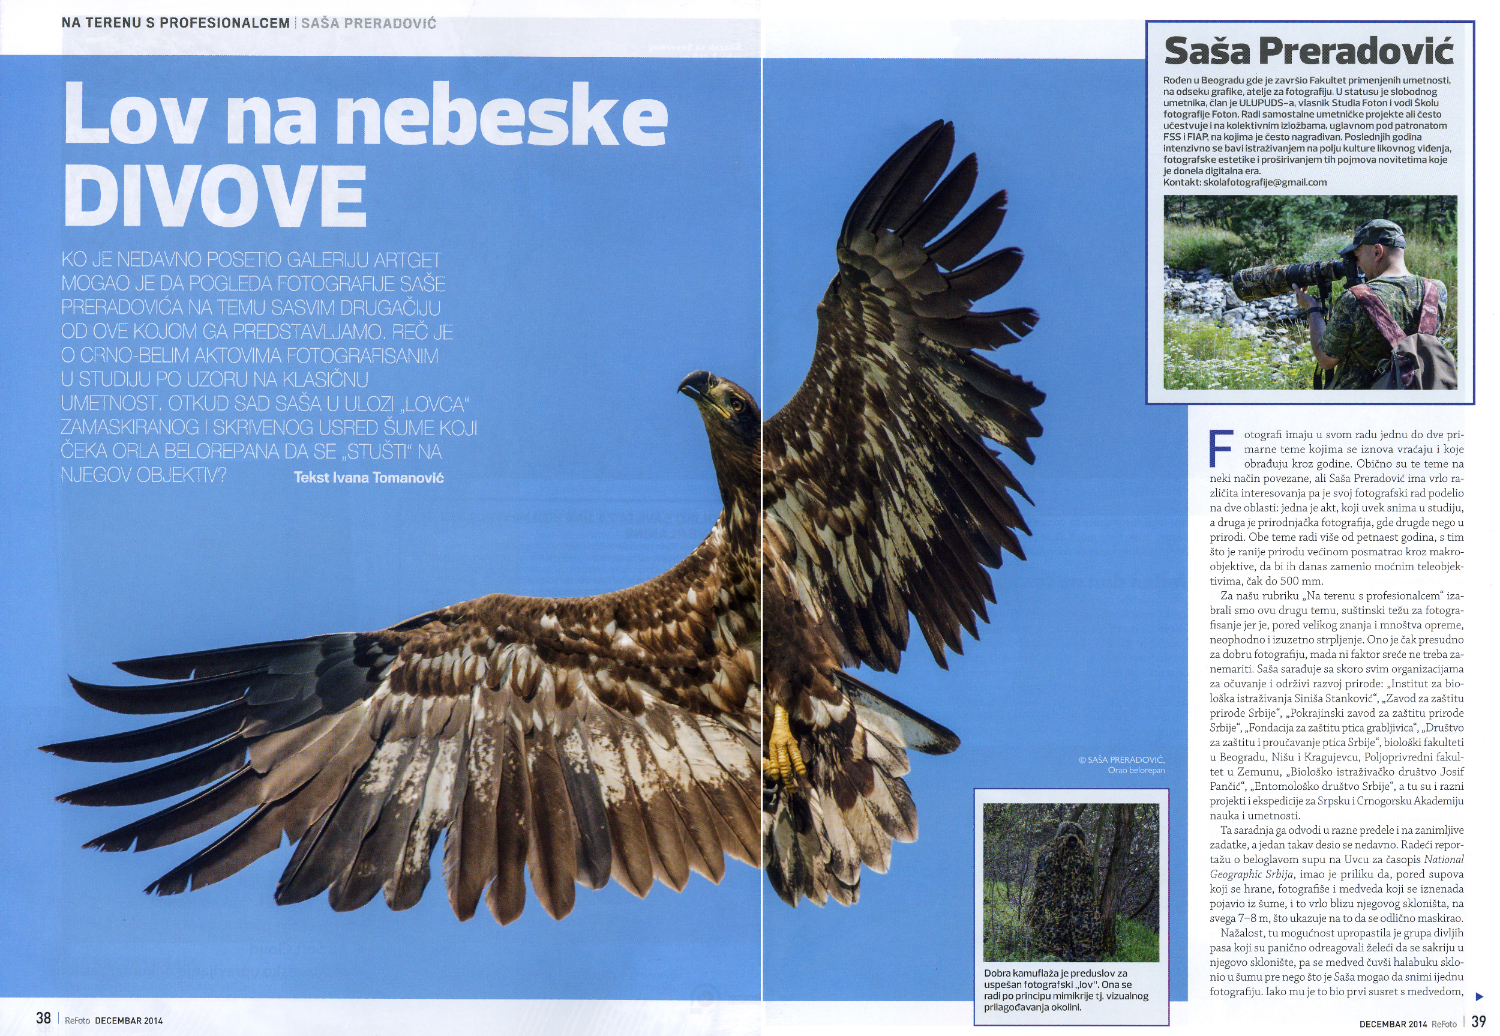 NA TERENU S PROFESIONALCEM | SAŠA PRERADOVIĆ
Lov na nebeske
DIVOVE
KO JE NEDAVNO POSETIO GALERIJU ARTGET
MOGAO JE DA POGLEDA FOTOGRAFIJE SAŠE
PRERADOVIĆA NA TEMU SASVIM DRUGAČIJU
OD OVE KOJOM GA PREDSTAVLJAMO. REČ JE
O CRNO-BELIM AKTOVIMA FOTOGRAFISANIM
U STUDIJU PO UZORU NA KLASIČNU
UMETNOST. OTKUD SAD SAŠA U ULOZI „LOVCA“
ZAMASKIRANOG I SKRIVENOG USRED ŠUME KOJI
ČEKA ORLA BELOREPANA DA SE „STUŠTI“ NA
NJEGOV OBJEKTIV?
Tekst Ivana Tomanović
Saša Preradović
Rođen u Beogradu gde je završio Fakultet primenjenih umetnosti,
na odseku grafike, atelje za fotografiju. U statusu je slobodnog
umetnika, član je ULUPUDS-a, vlasnik Studia Foton i vodi Školu
fotografije Foton. Radi samostalne umetničke projekte ali često
učestvuje i na kolektivnim izložbama, uglavnom pod patronatom
FSS i FIAP, na kojima je često nagrađivan. Poslednjih godina
intenzivno se bavi istraživanjem na polju kulture likovnog viđenja,
fotografske estetike i proširivanjem tih pojmova novitetima koje
je donela digitalna era.
Kontakt: skolafotografije@gmail.com
Fotografi imaju u svom radu jednu do dve pri-
marne teme kojima se iznova vraćaju i koje
obrađuju kroz godine. Obično su te teme na
neki način povezane, ali Saša Preradović ima vrlo ra-
zličita interesovanja pa je svoj fotografski rad podelio
na dve oblasti: jedna je akt, koji uvek snima u studiju,
a druga je prirodnjačka fotografija, gde drugde nego u
prirodi. Obe teme radi više od petnaest godina, s tim
što je ranije prirodu većinom posmatrao kroz makro-
objektive, da bi ih danas zamenio moćnim teleobjek-
tivima, čak do 500 mm.
Za našu rubriku „Na terenu s profesionalcem“ iza-
brali smo ovu drugu temu, suštinski težu za fotogra-
fisanje jer je, pored velikog znanja i mnoštva opreme,
neophodno i izuzetno strpljenje. Ono je čak presudno
za dobru fotografiju, mada ni faktor sreće ne treba za-
nemariti. Saša sarađuje sa skoro svim organizacijama
za očuvanje i održivi razvoj prirode: „Institut za bio-
loška istraživanja Siniša Stanković“, „Zavod za zaštitu
prirode Srbije“, „Pokrajinski zavod za zaštitu prirode
Srbije“, „Fondacija za zaštitu ptica grabljivica“, „Društvo
za zaštitu i proučavanje ptica Srbije“, biološki fakulteti
u Beogradu, Nišu i Kragujevcu, Poljoprivredni fakul-
tet u Zemunu, „Biološko istraživačko društvo Josif
Pančić“, „Entomološko društvo Srbije“, a tu su i razni
projekti i ekspedicije za Srpsku i Crnogorsku Akademiju
nauka i umetnosti.
Ta saradnja ga odvodi u razne predele i na zanimljive
zadatke, a jedan takav desio se nedavno. Radeći repor-
tažu o beloglavom supu na Uvcu za časopis National
Geographic Srbija, imao je priliku da, pored supova
koji se hrane, fotografiše i medveda koji se iznenada
pojavio iz šume, i to vrlo blizu njegovog skloništa, na
svega 7–8 m, što ukazuje na to da se odlično maskirao.
Nažalost, tu mogućnost upropastila je grupa divljih
pasa koji su panično odreagovali želeći da se sakriju u
njegovo sklonište, pa se medved čuvši halabuku sklo-
nio u šumu pre nego što je Saša mogao da snimi ijednu
fotografiju. Iako mu je to bio prvi susret s medvedom,
© SAŠA PRERADOVIĆ,
Orao belorepan
Dobra kamuflaža je preduslov za
uspešan fotografski „lov“. Ona se
radi po principu mimikrije tj. vizualnog
prilagođavanja okolini.
38 | ReFoto DECEMBAR 2014
DECEMBAR 2014 ReFoto | 39